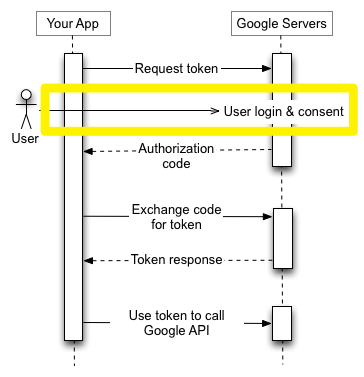 Your App
Google Servers
Request token
User login & consent
User
Authorization
code
Exchange code
for token
Token response
Use token to call
Google API